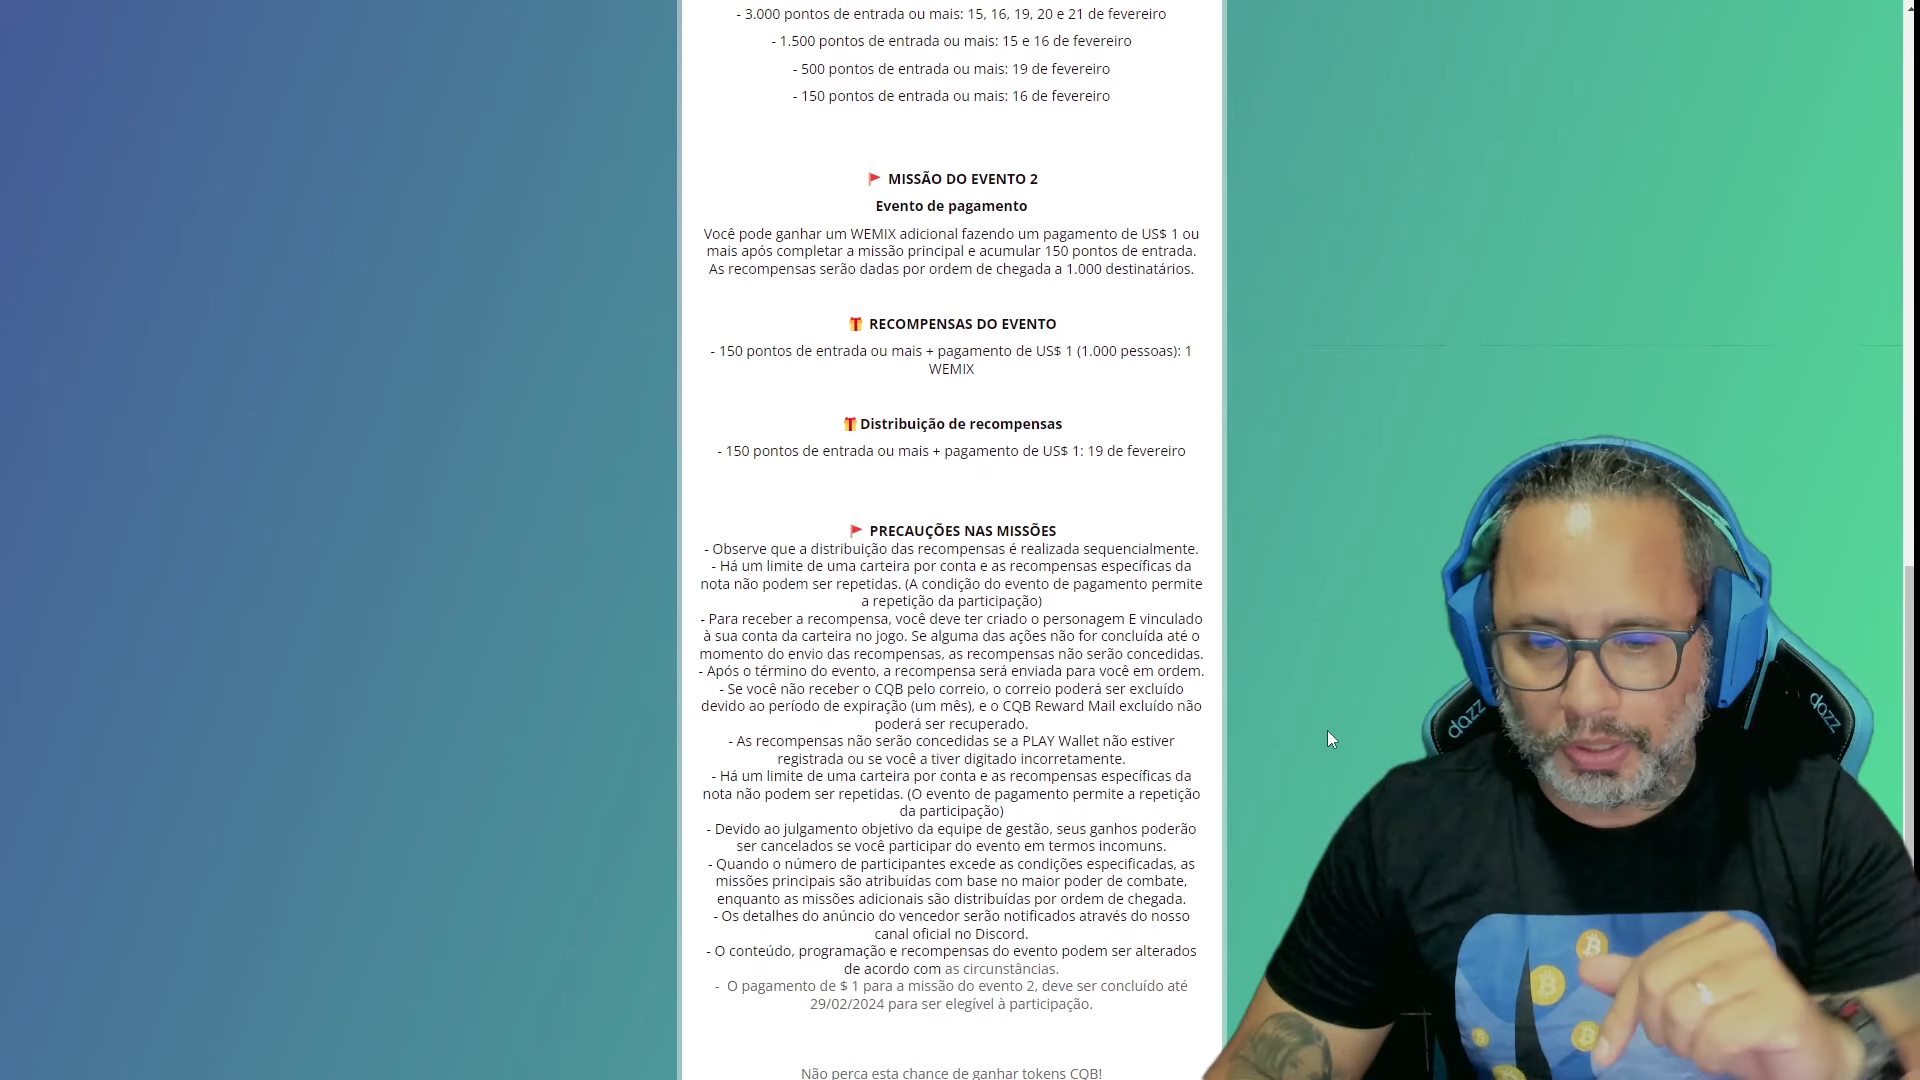 - 3.000 pontos de entrada ou mais: 15, 16, 19, 20 e 21 de fevereiro
- 1.500 pontos de entrada ou mais: 15 e 16 de fevereiro
- 500 pontos de entrada ou mais: 19 de fevereiro
- 150 pontos de entrada ou mais: 16 de fevereiro
MISSÃO DO EVENTO 2
Evento de pagamento
Você pode ganhar um WEMIX adicional fazendo um pagamento de US$ 1 ou
mais após completar a missão principal e acumular 150 pontos de entrada.
As recompensas serão dadas por ordem de chegada a 1.000 destinatários.
RECOMPENSAS DO EVENTO
- 150 pontos de entrada ou mais + pagamento de US$ 1 (1.000 pessoas): 1
WEMIX
Distribuição de recompensas
- 150 pontos de entrada ou mais + pagamento de US$ 1: 19 de fevereiro
PRECAUÇÕES NAS MISSÕES
- Observe que a distribuição das recompensas é realizada sequencialmente.
- Há um limite de uma carteira por conta e as recompensas específicas da
nota não podem ser repetidas. (A condição do evento de pagamento permite
a repetição da participação)
- Para receber a recompensa, você deve ter criado o personagem E vinculado
à sua conta da carteira no jogo. Se alguma das ações não for concluída até o
momento do envio das recompensas, as recompensas não serão concedidas.
- Após o término do evento, a recompensa será enviada para você em ordem.
- Se você não receber o CQB pelo correio, o correio poderá ser excluído
devido ao período de expiração (um mês), e o CQB Reward Mail excluído não
poderá ser recuperado.
- As recompensas não serão concedidas se a PLAY Wallet não estiver
registrada ou se você a tiver digitado incorretamente.
- Há um limite de uma carteira por conta e as recompensas específicas da
nota não podem ser repetidas. (O evento de pagamento permite a repetição
da participação)
- Devido ao julgamento objetivo da equipe de gestão, seus ganhos poderão
ser cancelados se você participar do evento em termos incomuns.
- Quando o número de participantes excede as condições especificadas, as
missões principais são atribuídas com base no maior poder de combate,
enquanto as missões adicionais são distribuídas por ordem de chegada.
- Os detalhes do anúncio do vencedor serão notificados através do nosso
canal oficial no Discord.
- O conteúdo, programação e recompensas do evento podem ser alterados
de acordo com as circunstâncias.
- O pagamento de $ 1 para a missão do evento 2, deve ser concluído até
29/02/2024 para ser elegível à participação.
Não perca esta chance de ganhar tokens CQB!
dazz
dazz